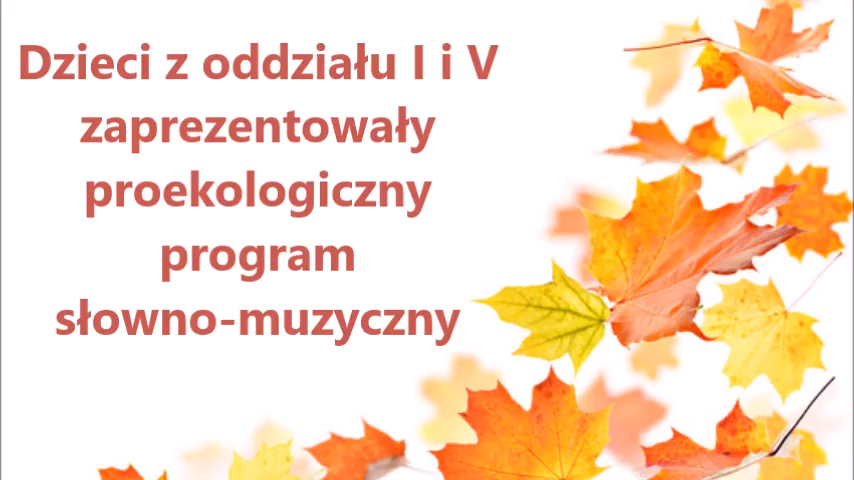 Dzieci z oddziału I i V
zaprezentowały
proekologiczny
program
słowno-muzyczny